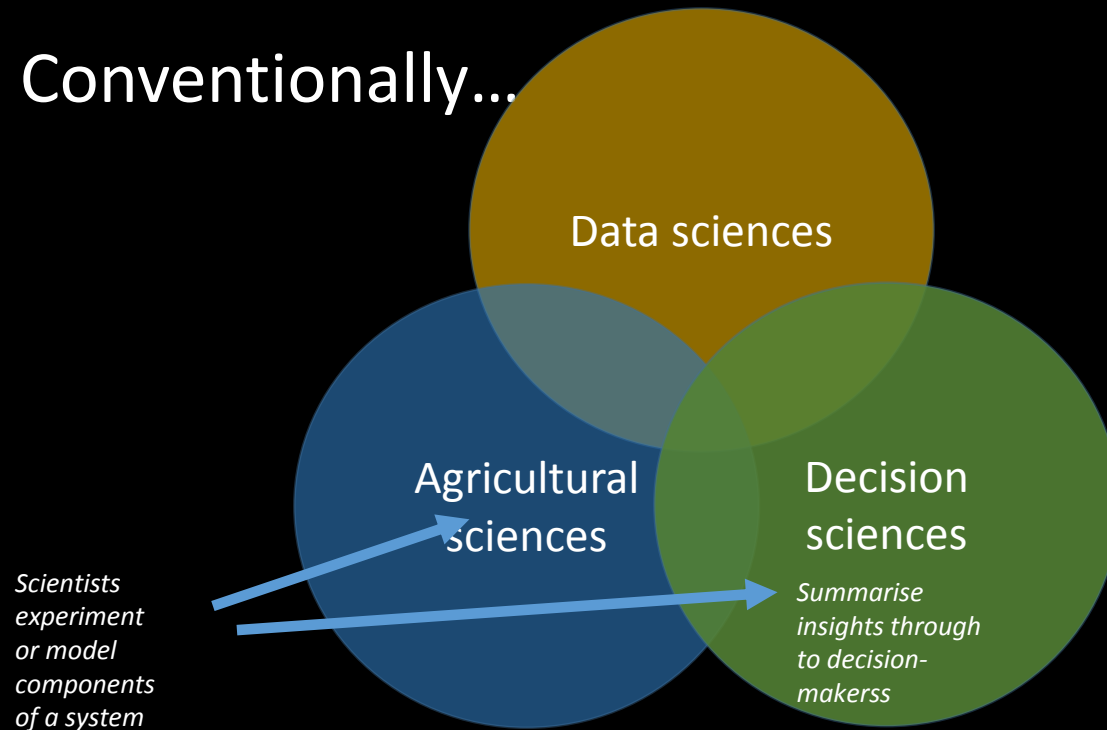 Conventionally…
Data sciences
Agricultural
sciences
Decision
sciences
Scientists
experiment
or model
components
of a system
Summarise
insights through
to decision-
makerss